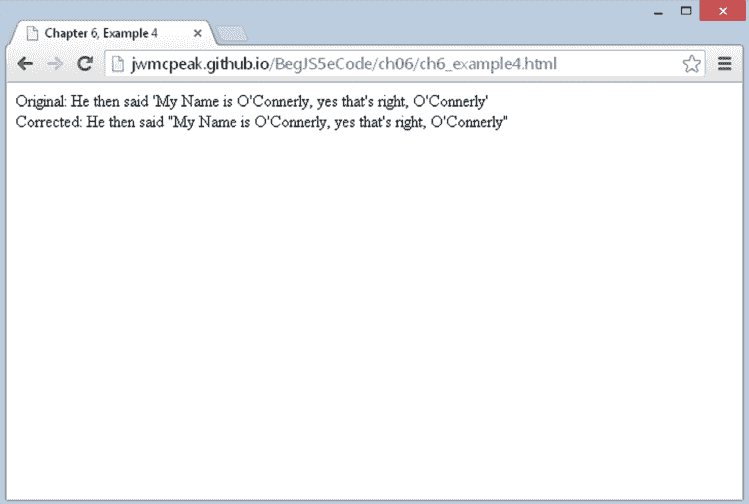 Chapter 6, Example 4
jwmcpeak.github.io/BegJS5eCode/ch06/ch6_example4.html
Original: He then said 'My Name is O'Connerly, yes that's right, O'Connerly'
Corrected: He then said "My Name is O'Connerly, yes that's right, O'Connerly"